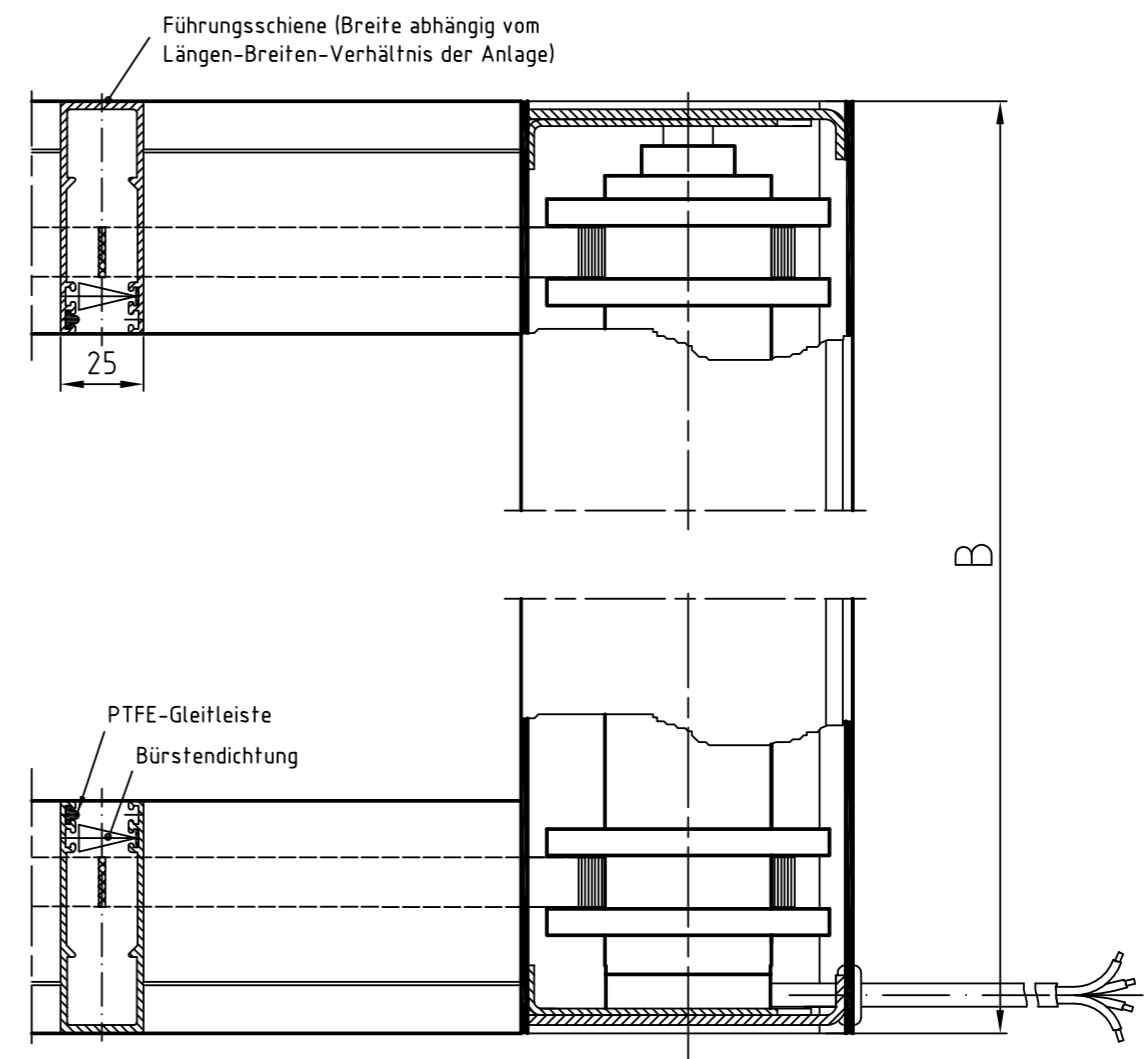 Führungsschiene (Breite abhängig vom
Längen-Breiten-Verhältnis der Anlage)
25
B
PTFE-Gleitleiste
Bürstendichtung